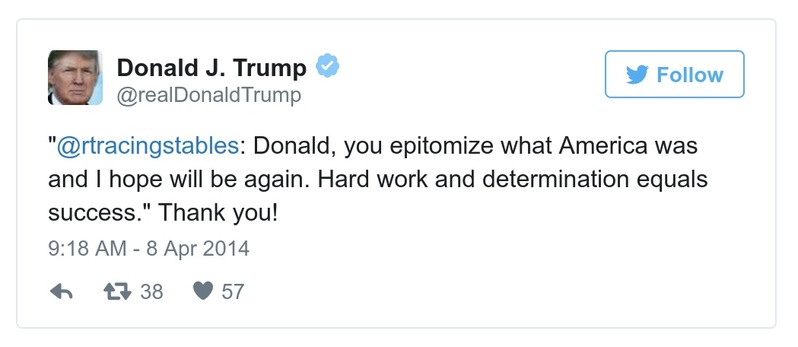 Donald J. Trump
@realDonaldTrump
Follow
"@rtracingstables: Donald, you epitomize what America was
and I hope will be again. Hard work and determination equals
success." Thank you!
9:18 AM - 8 Apr 2014
38 57